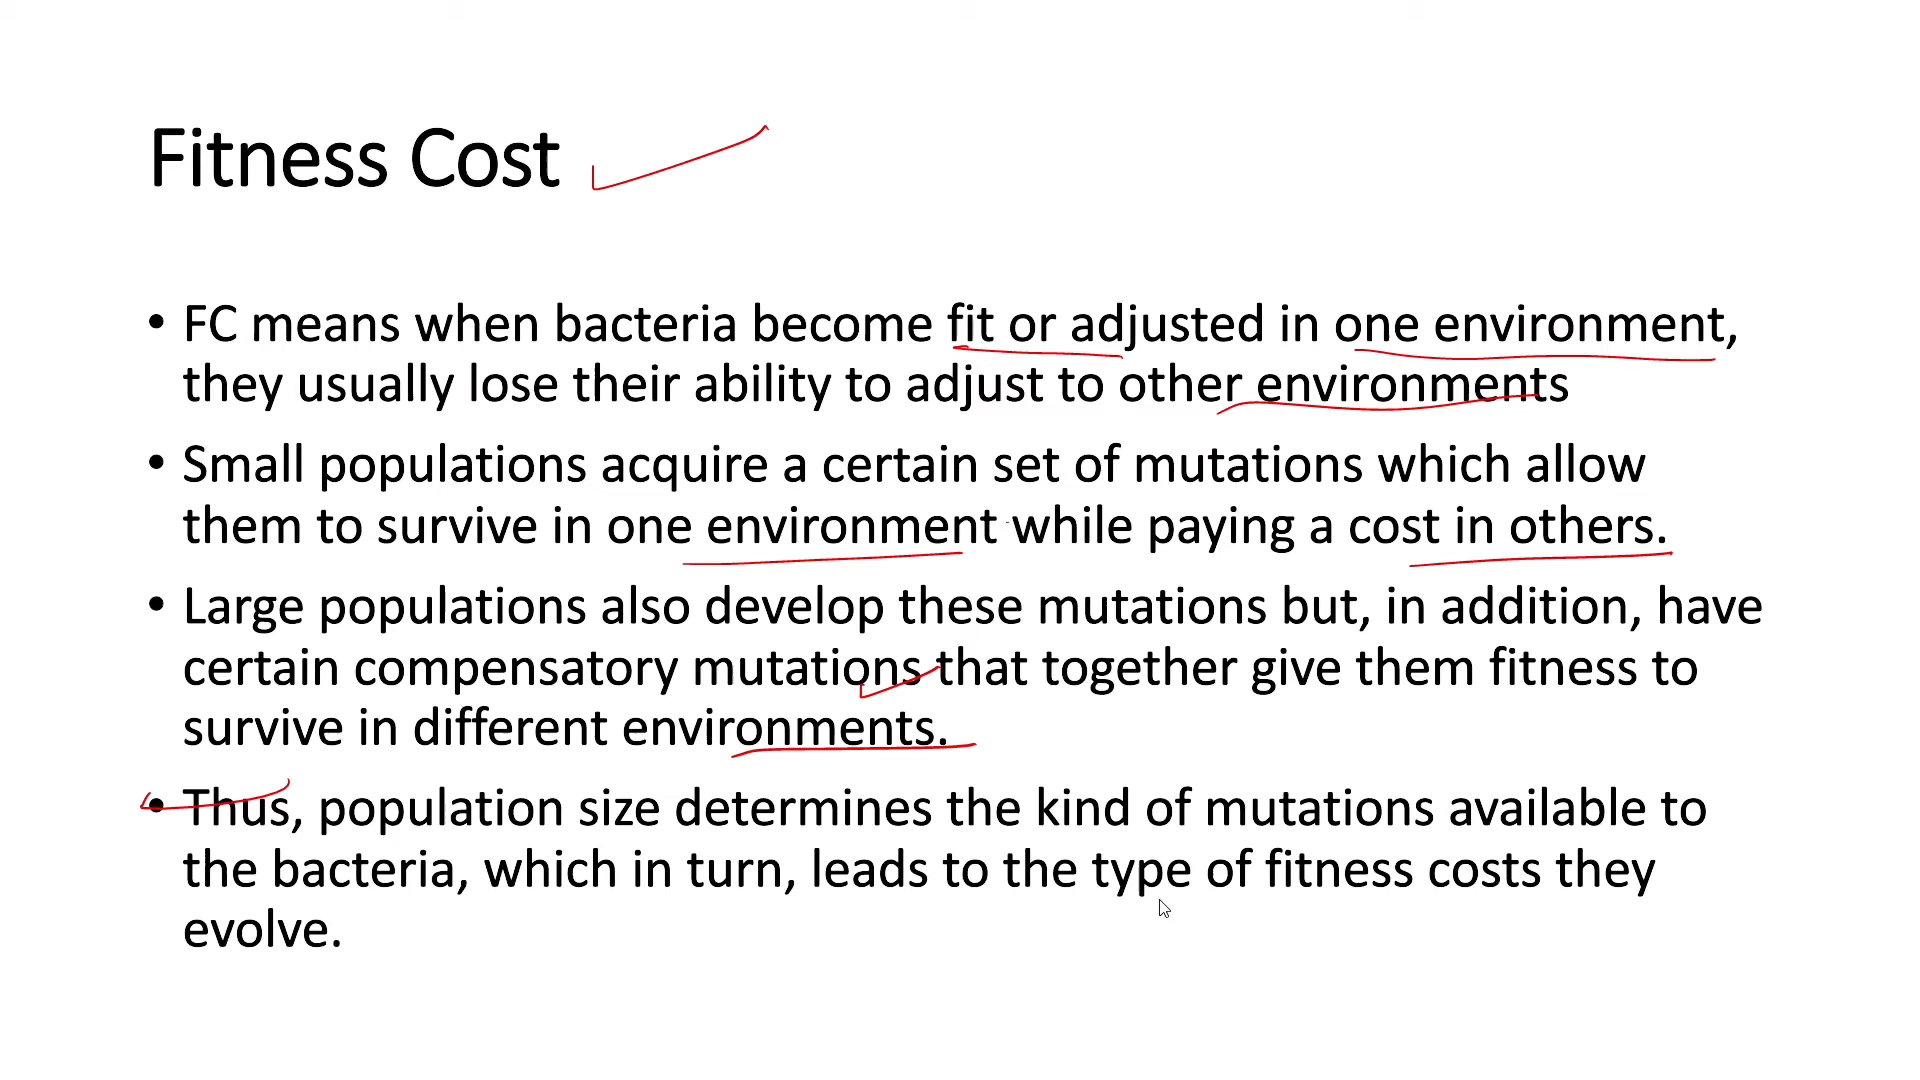 Fitness Cost
• FC means when bacteria become fit or adjusted in one environment,
they usually lose their ability to adjust to other environments
• Small populations acquire a certain set of mutations which allow
them to survive in one environment while paying a cost in others.
• Large populations also develop these mutations but, in addition, have
certain compensatory mutations that together give them fitness to
survive in different environments.
• Thus, population size determines the kind of mutations available to
the bacteria, which in turn, leads to the type of fitness costs they
evolve.